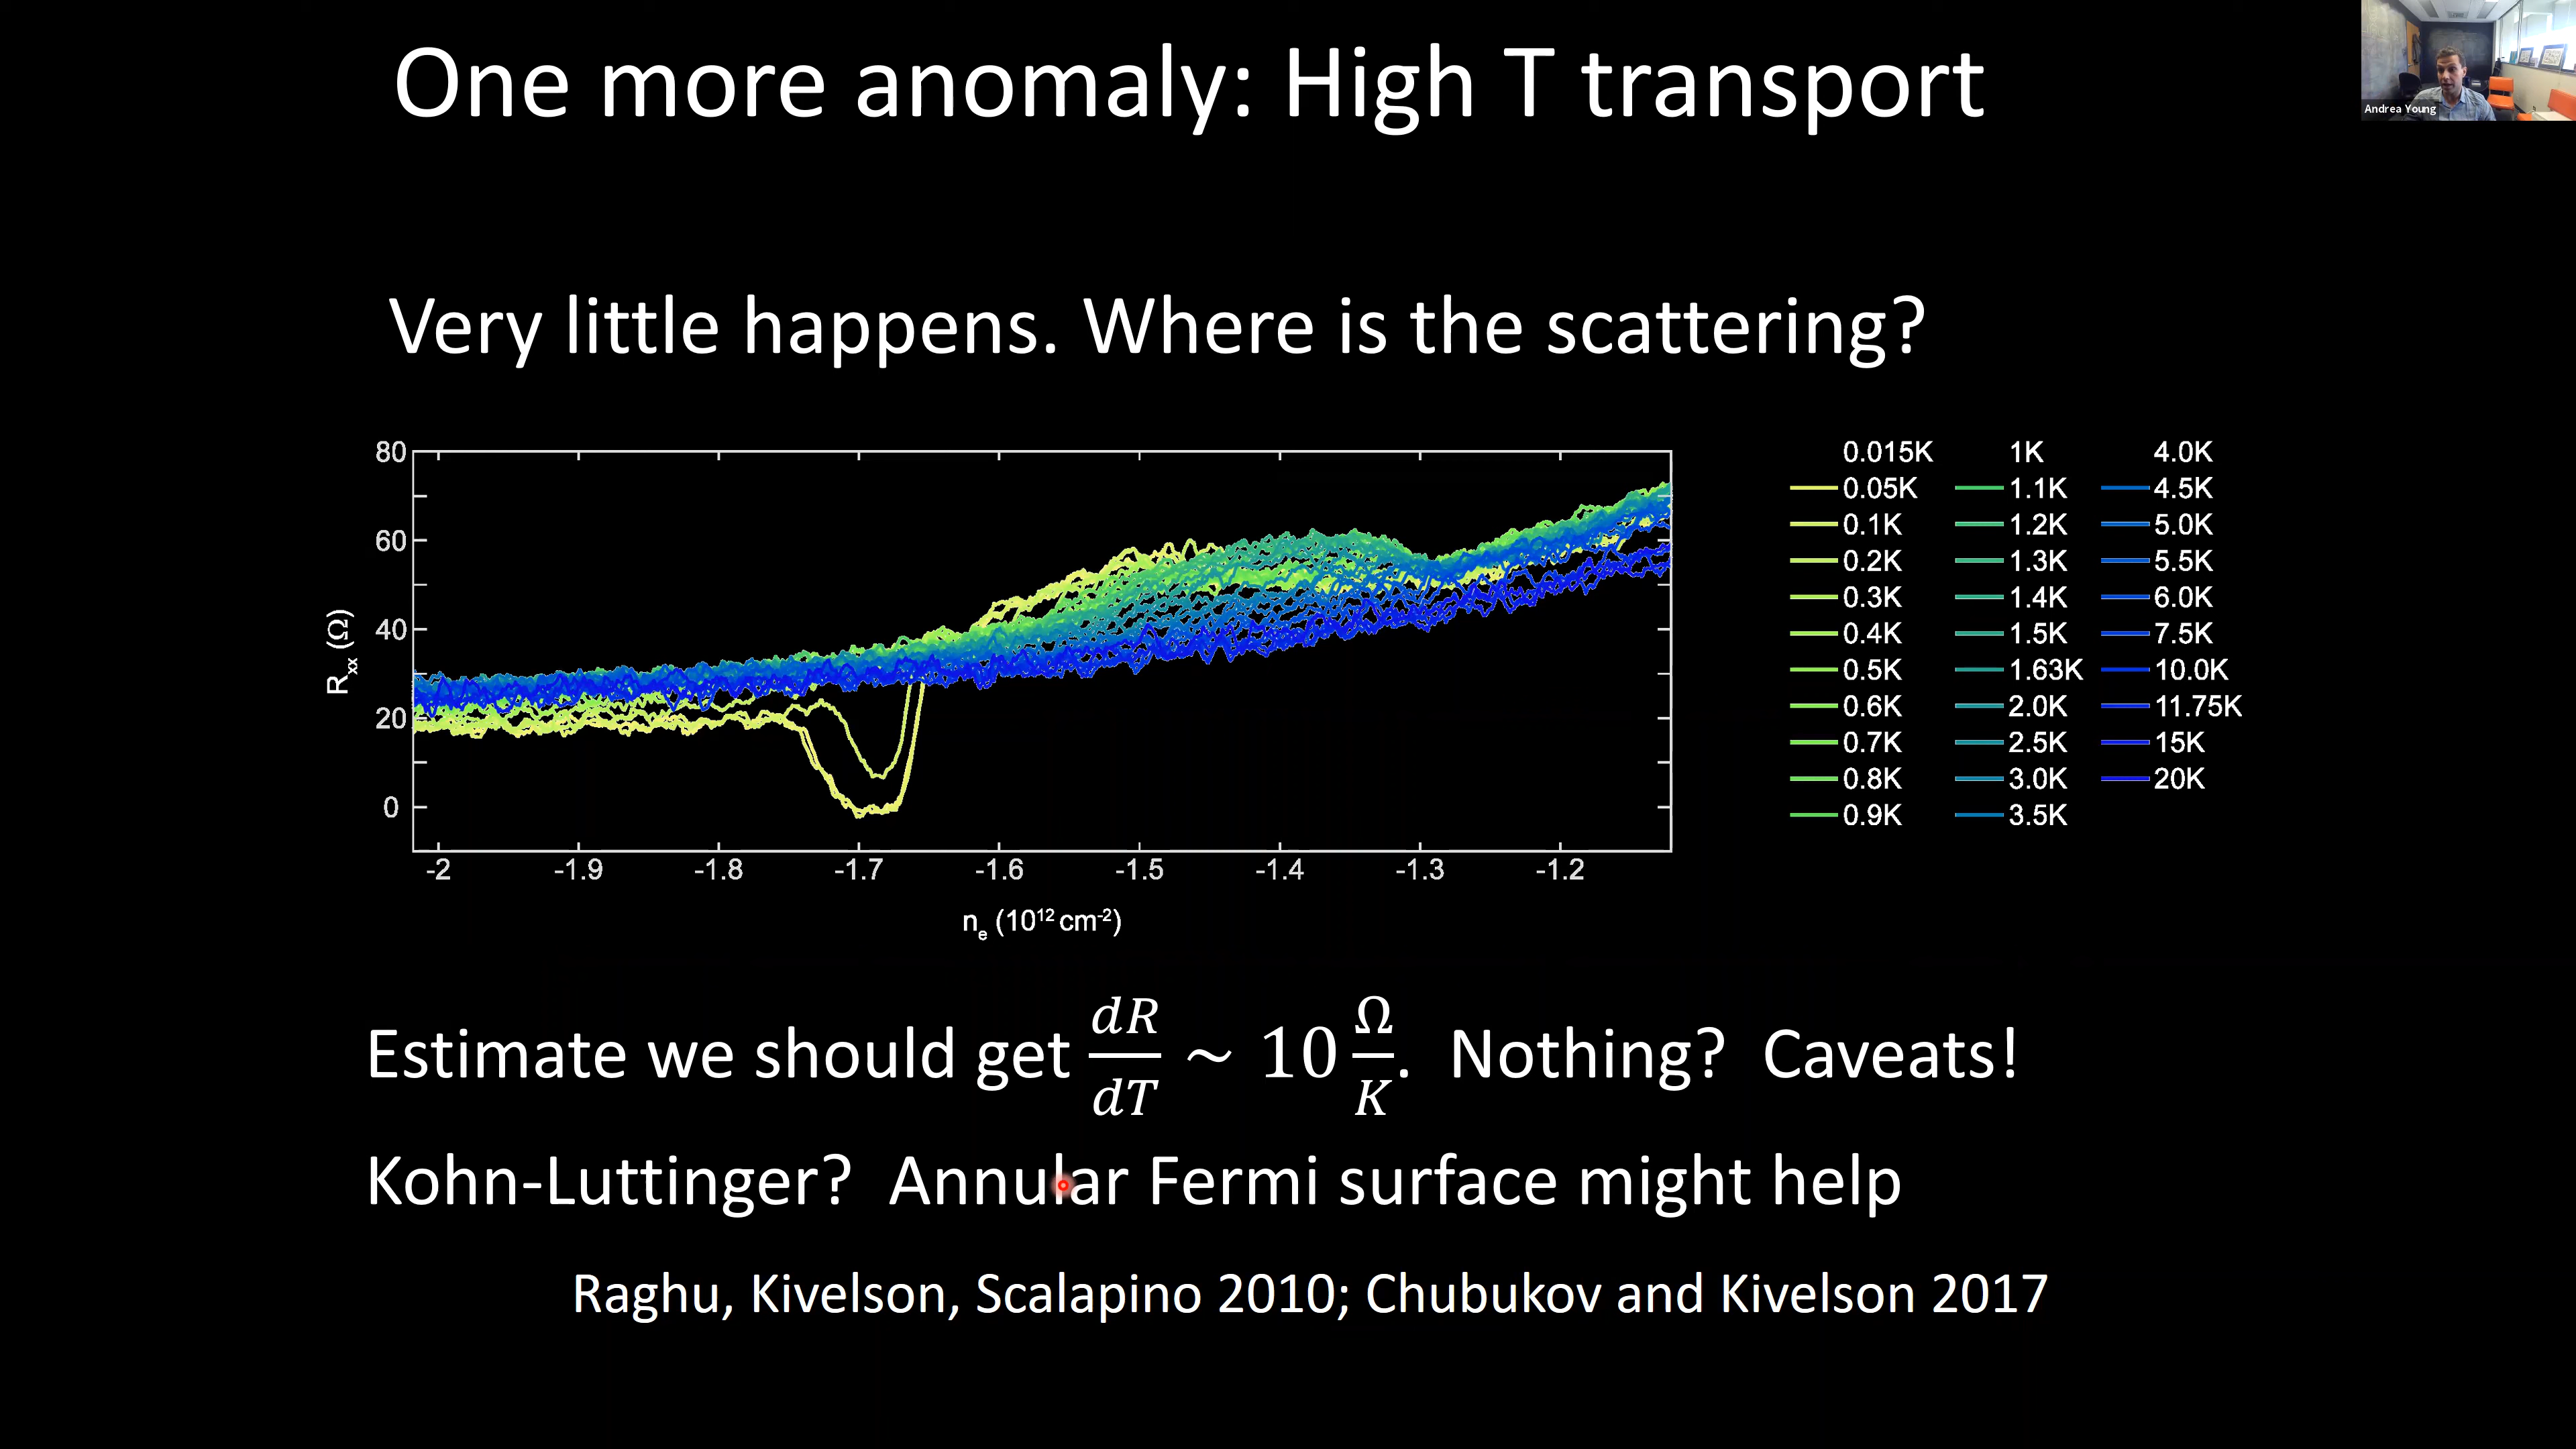 One more anomaly: High T transport
Andrea Young
Very little happens. Where is the scattering?
80
60
40
20
0
R_xx (Ω)
-2 -1.9 -1.8 -1.7 -1.6 -1.5 -1.4 -1.3 -1.2
n_e (10^12 cm^-2)
0.015K 1K 4.0K
0.05K 1.1K 4.5K
0.1K 1.2K 5.0K
0.2K 1.3K 5.5K
0.3K 1.4K 6.0K
0.4K 1.5K 7.5K
0.5K 1.63K 10.0K
0.6K 2.0K 11.75K
0.7K 2.5K 15K
0.8K 3.0K 20K
0.9K 3.5K
Estimate we should get dR/dT ~ 10 Ω/K. Nothing? Caveats!
Kohn-Luttinger? Annular Fermi surface might help
Raghu, Kivelson, Scalapino 2010; Chubukov and Kivelson 2017